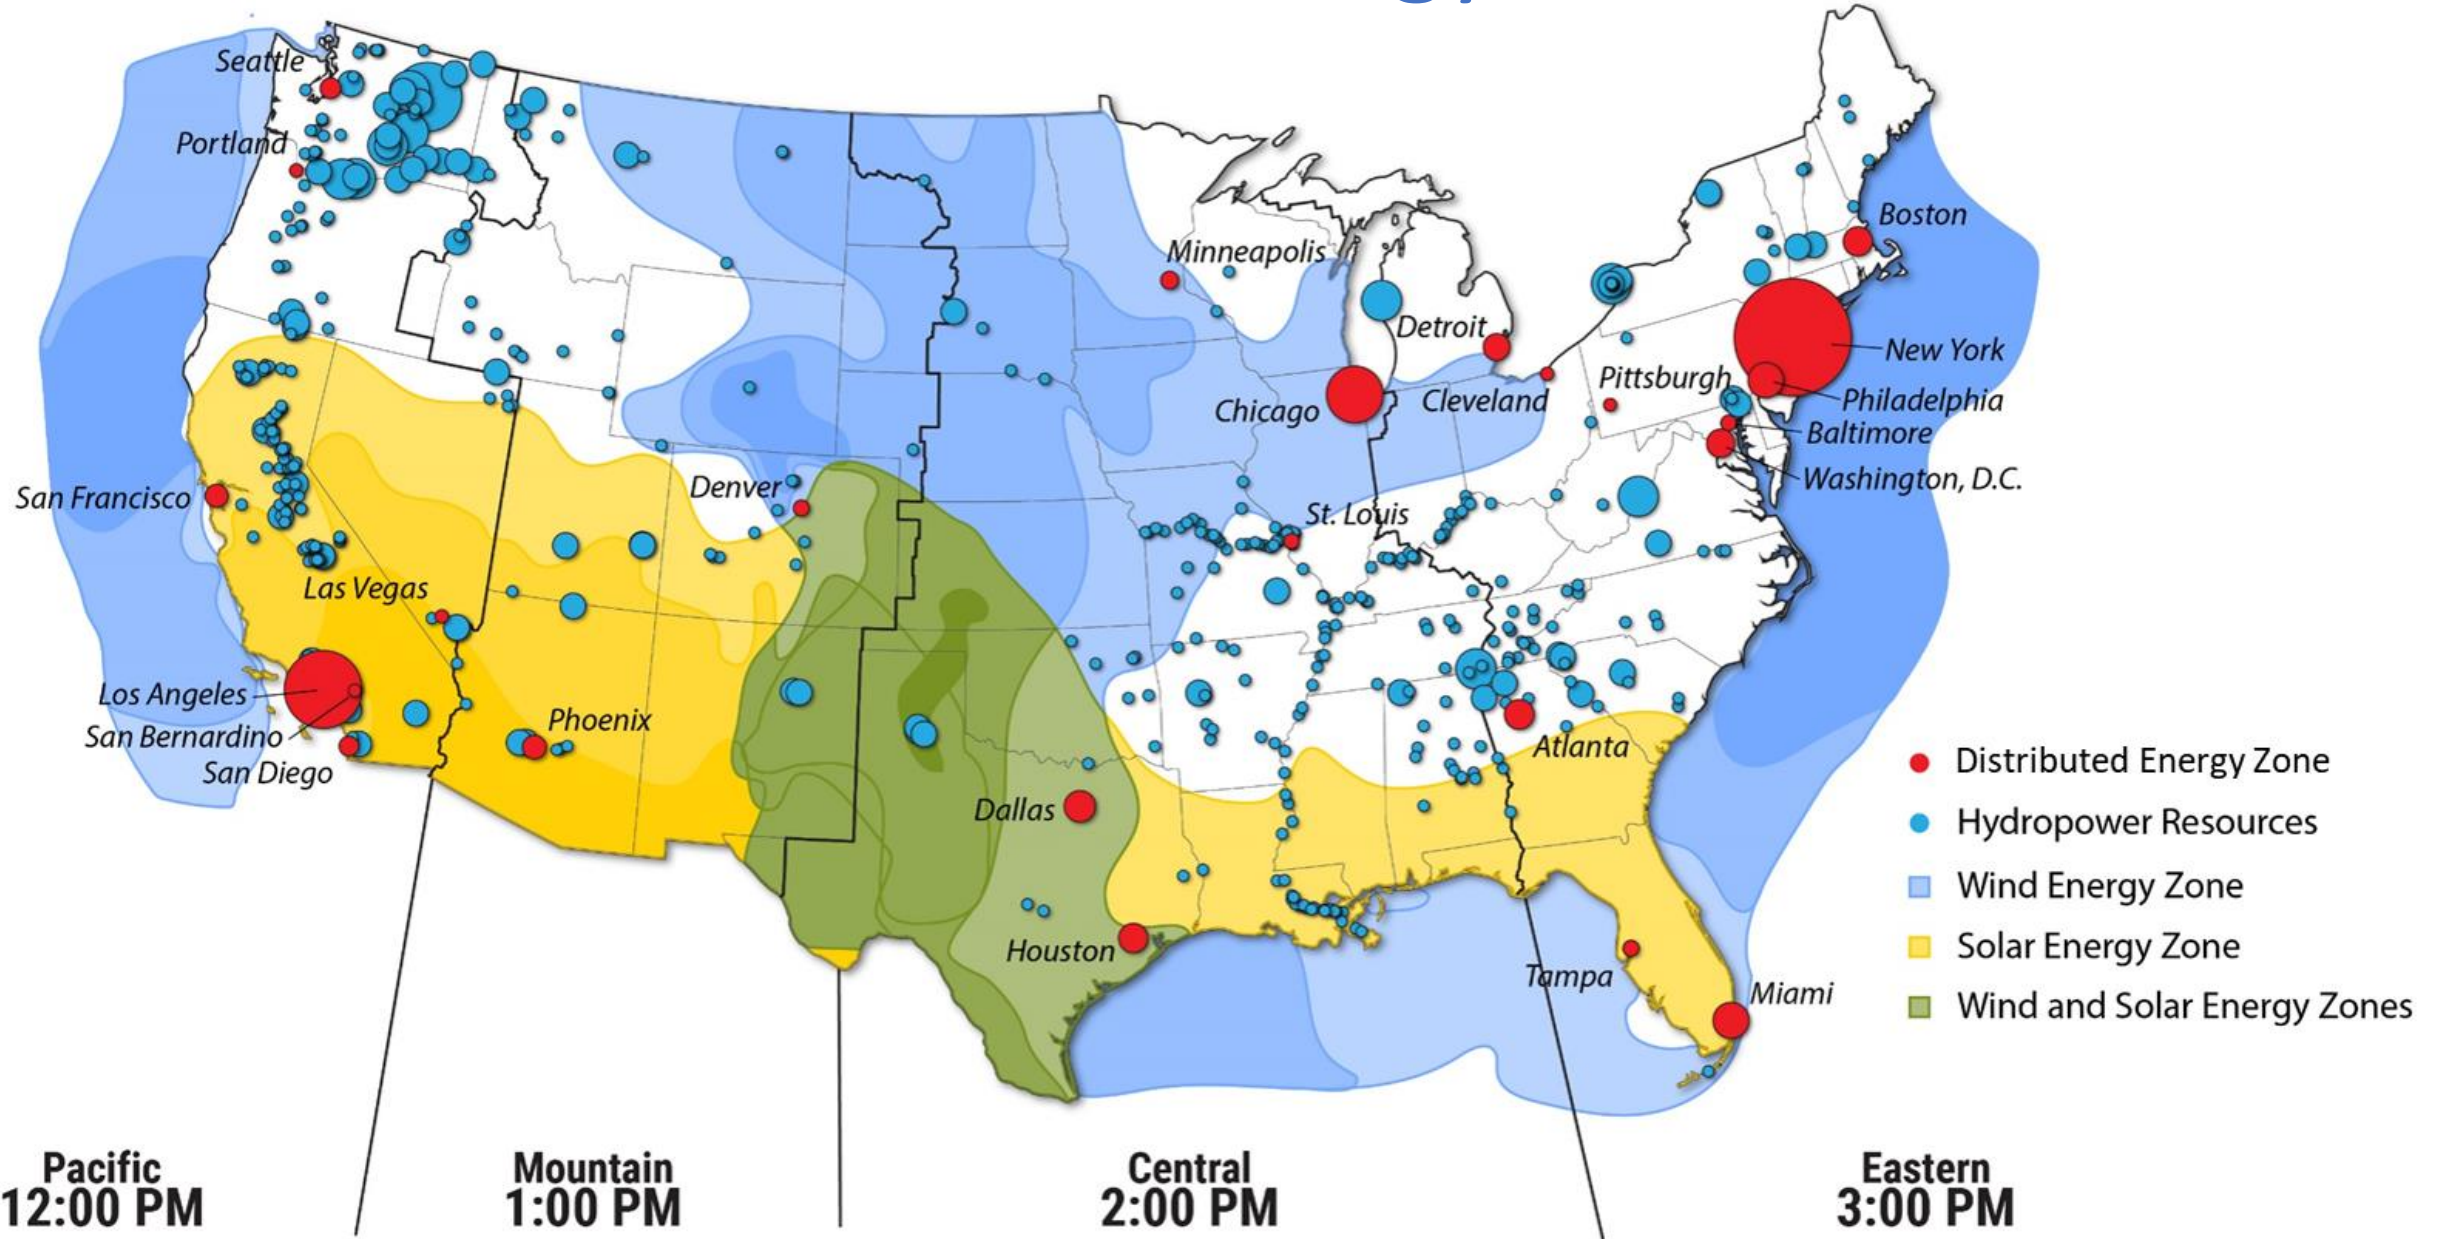 Seattle
Portland
Boston
Minneapolis
Detroit
New York
Pittsburgh
Philadelphia
Chicago
Cleveland
Baltimore
Washington, D.C.
San Francisco
Denver
St. Louis
Las Vegas
Los Angeles
San Bernardino
San Diego
Phoenix
Atlanta
Dallas
Houston
Tampa
Miami
Distributed Energy Zone
Hydropower Resources
Wind Energy Zone
Solar Energy Zone
Wind and Solar Energy Zones
Pacific
12:00 PM
Mountain
1:00 PM
Central
2:00 PM
Eastern
3:00 PM